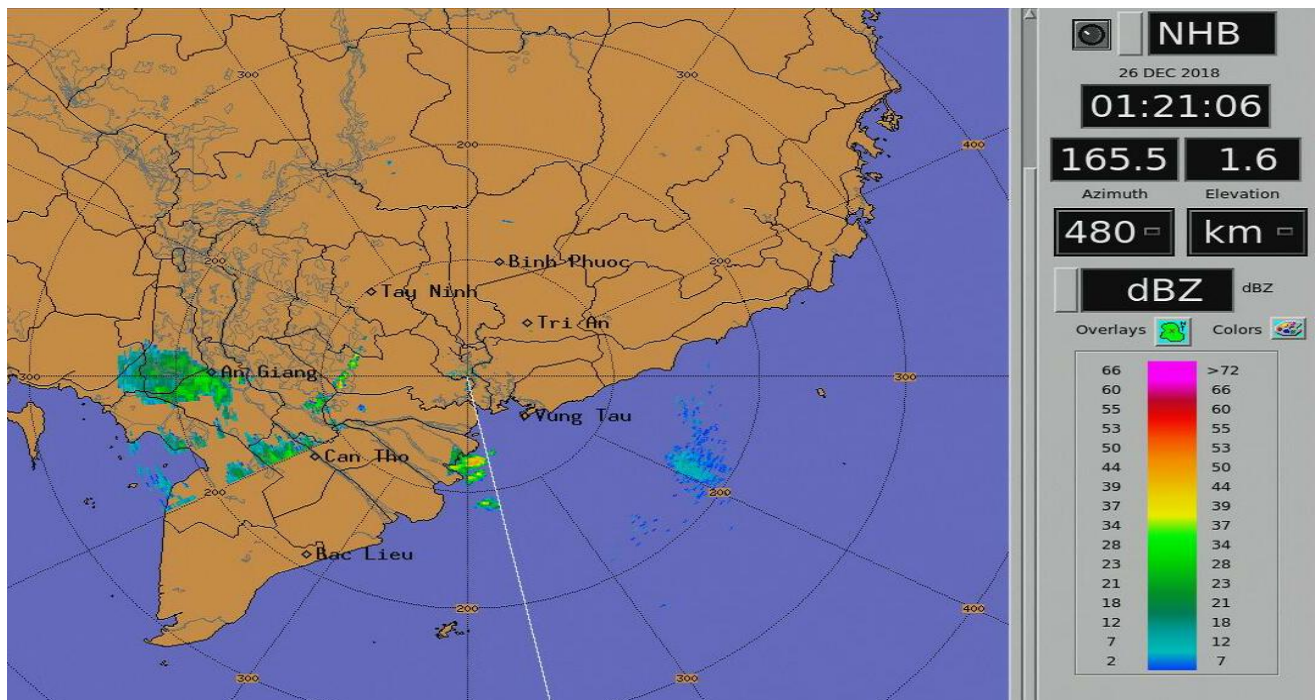 NHB
26 DEC 2018
01:21:06
165.5 1.6
Azimuth Elevation
480 km
dBZ dBZ
Overlays Colors
66 >72
60 66
55 60
53 55
50 53
44 50
39 44
37 39
34 37
28 34
23 28
21 23
18 21
12 18
7 12
2 7
300 300
200 400
Binh Phuoc
200 200
Tay Ninh
Tri An
An Giang
300 300
Vung Tau
Can Tho
200 200
Bac Lieu
200 400
300 300